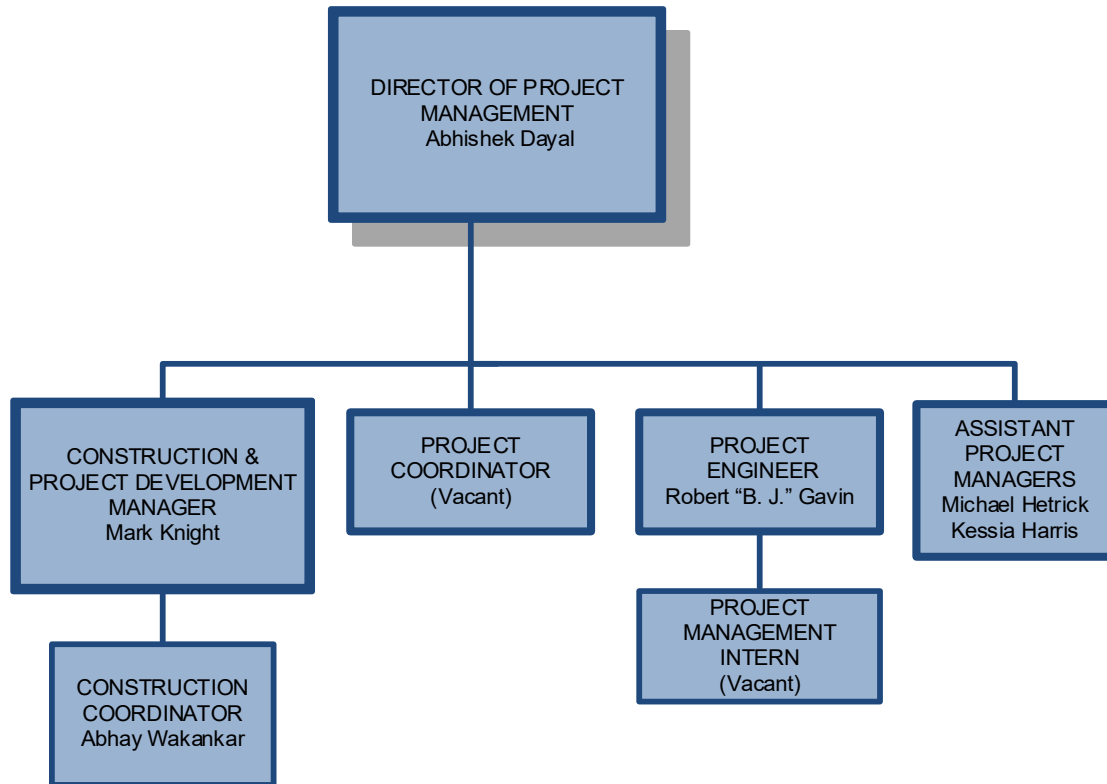 DIRECTOR OF PROJECT
MANAGEMENT
Abhishek Dayal
CONSTRUCTION &
PROJECT DEVELOPMENT
MANAGER
Mark Knight
PROJECT
COORDINATOR
(Vacant)
PROJECT
ENGINEER
Robert “B. J.” Gavin
ASSISTANT
PROJECT
MANAGERS
Michael Hetrick
Kessia Harris
CONSTRUCTION
COORDINATOR
Abhay Wakankar
PROJECT
MANAGEMENT
INTERN
(Vacant)